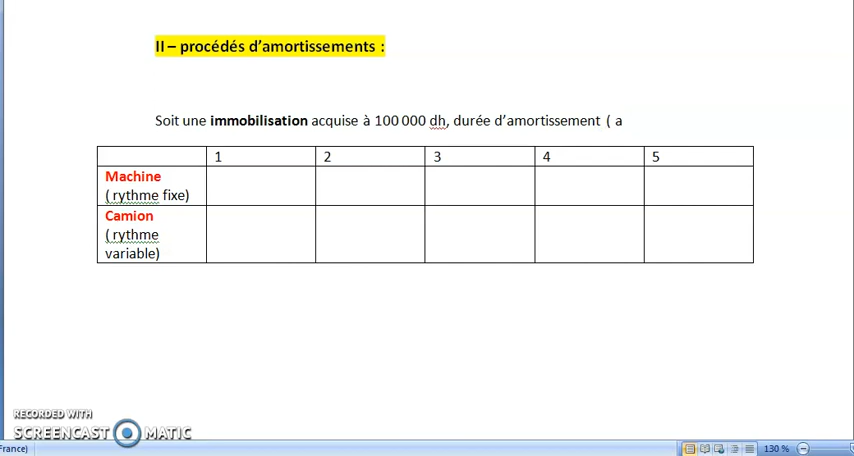 II – procédés d’amortissements :
Soit une immobilisation acquise à 100 000 dh, durée d’amortissement ( a
1 2 3 4 5
Machine
( rythme fixe)
Camion
( rythme
variable)
RECORDED WITH
SCREENCAST MATIC
France) 130 %